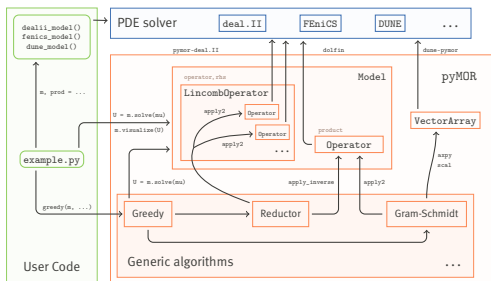 dealii_model()
fenics_model()
dune_model()
PDE solver
deal.II
FEniCS
DUNE
...
pymor-deal.II
dolfin
dune-pymor
pyMOR
m, prod = ...
operator,rhs
Model
LincombOperator
VectorArray
apply2
Operator
U = m.solve(mu)
m.visualize(U)
Operator
apply2
...
product
Operator
example.py
axpy
scal
U = m.solve(mu)
apply_inverse
apply2
greedy(m, ...)
Greedy
Reductor
Gram-Schmidt
User Code
Generic algorithms
...